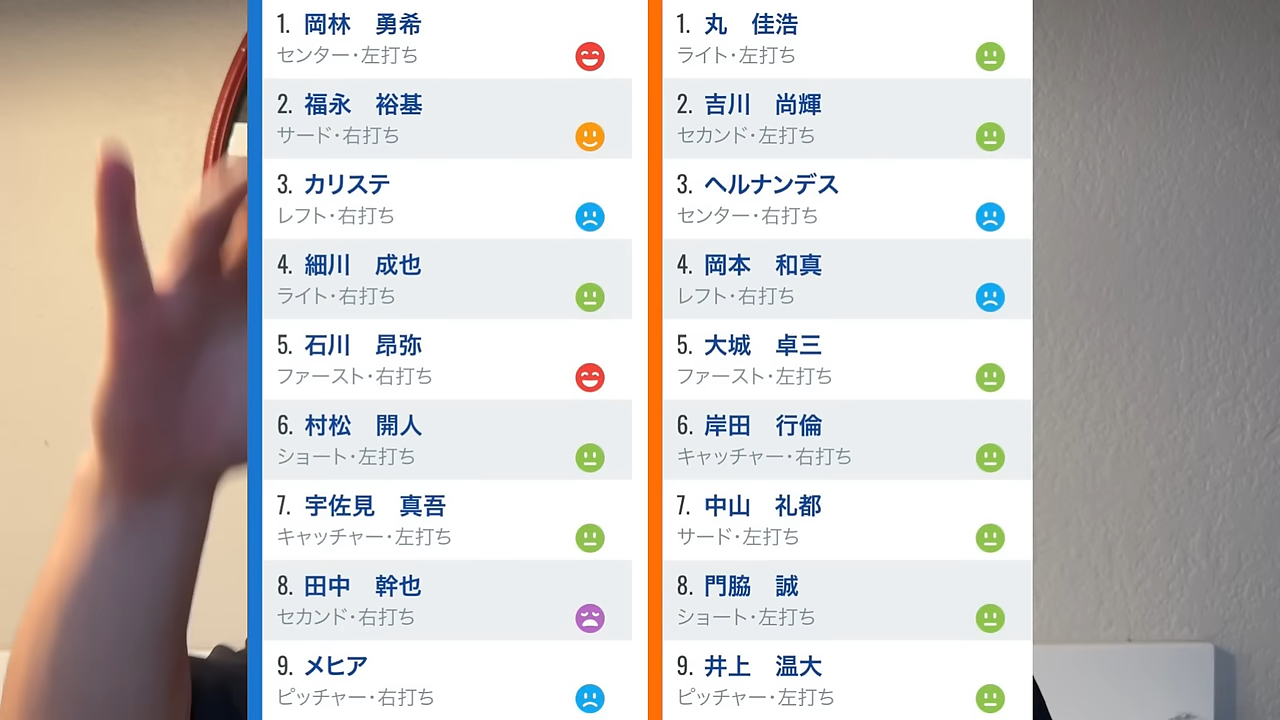 1. 岡林 勇希
センター・左打ち
2. 福永 裕基
サード・右打ち
3. カリステ
レフト・右打ち
4. 細川 成也
ライト・右打ち
5. 石川 昂弥
ファースト・右打ち
6. 村松 開人
ショート・左打ち
7. 宇佐見 真吾
キャッチャー・左打ち
8. 田中 幹也
セカンド・右打ち
9. メヒア
ピッチャー・右打ち
1. 丸 佳浩
ライト・左打ち
2. 吉川 尚輝
セカンド・左打ち
3. ヘルナンデス
センター・右打ち
4. 岡本 和真
レフト・右打ち
5. 大城 卓三
ファースト・左打ち
6. 岸田 行倫
キャッチャー・右打ち
7. 中山 礼都
サード・左打ち
8. 門脇 誠
ショート・左打ち
9. 井上 温大
ピッチャー・左打ち